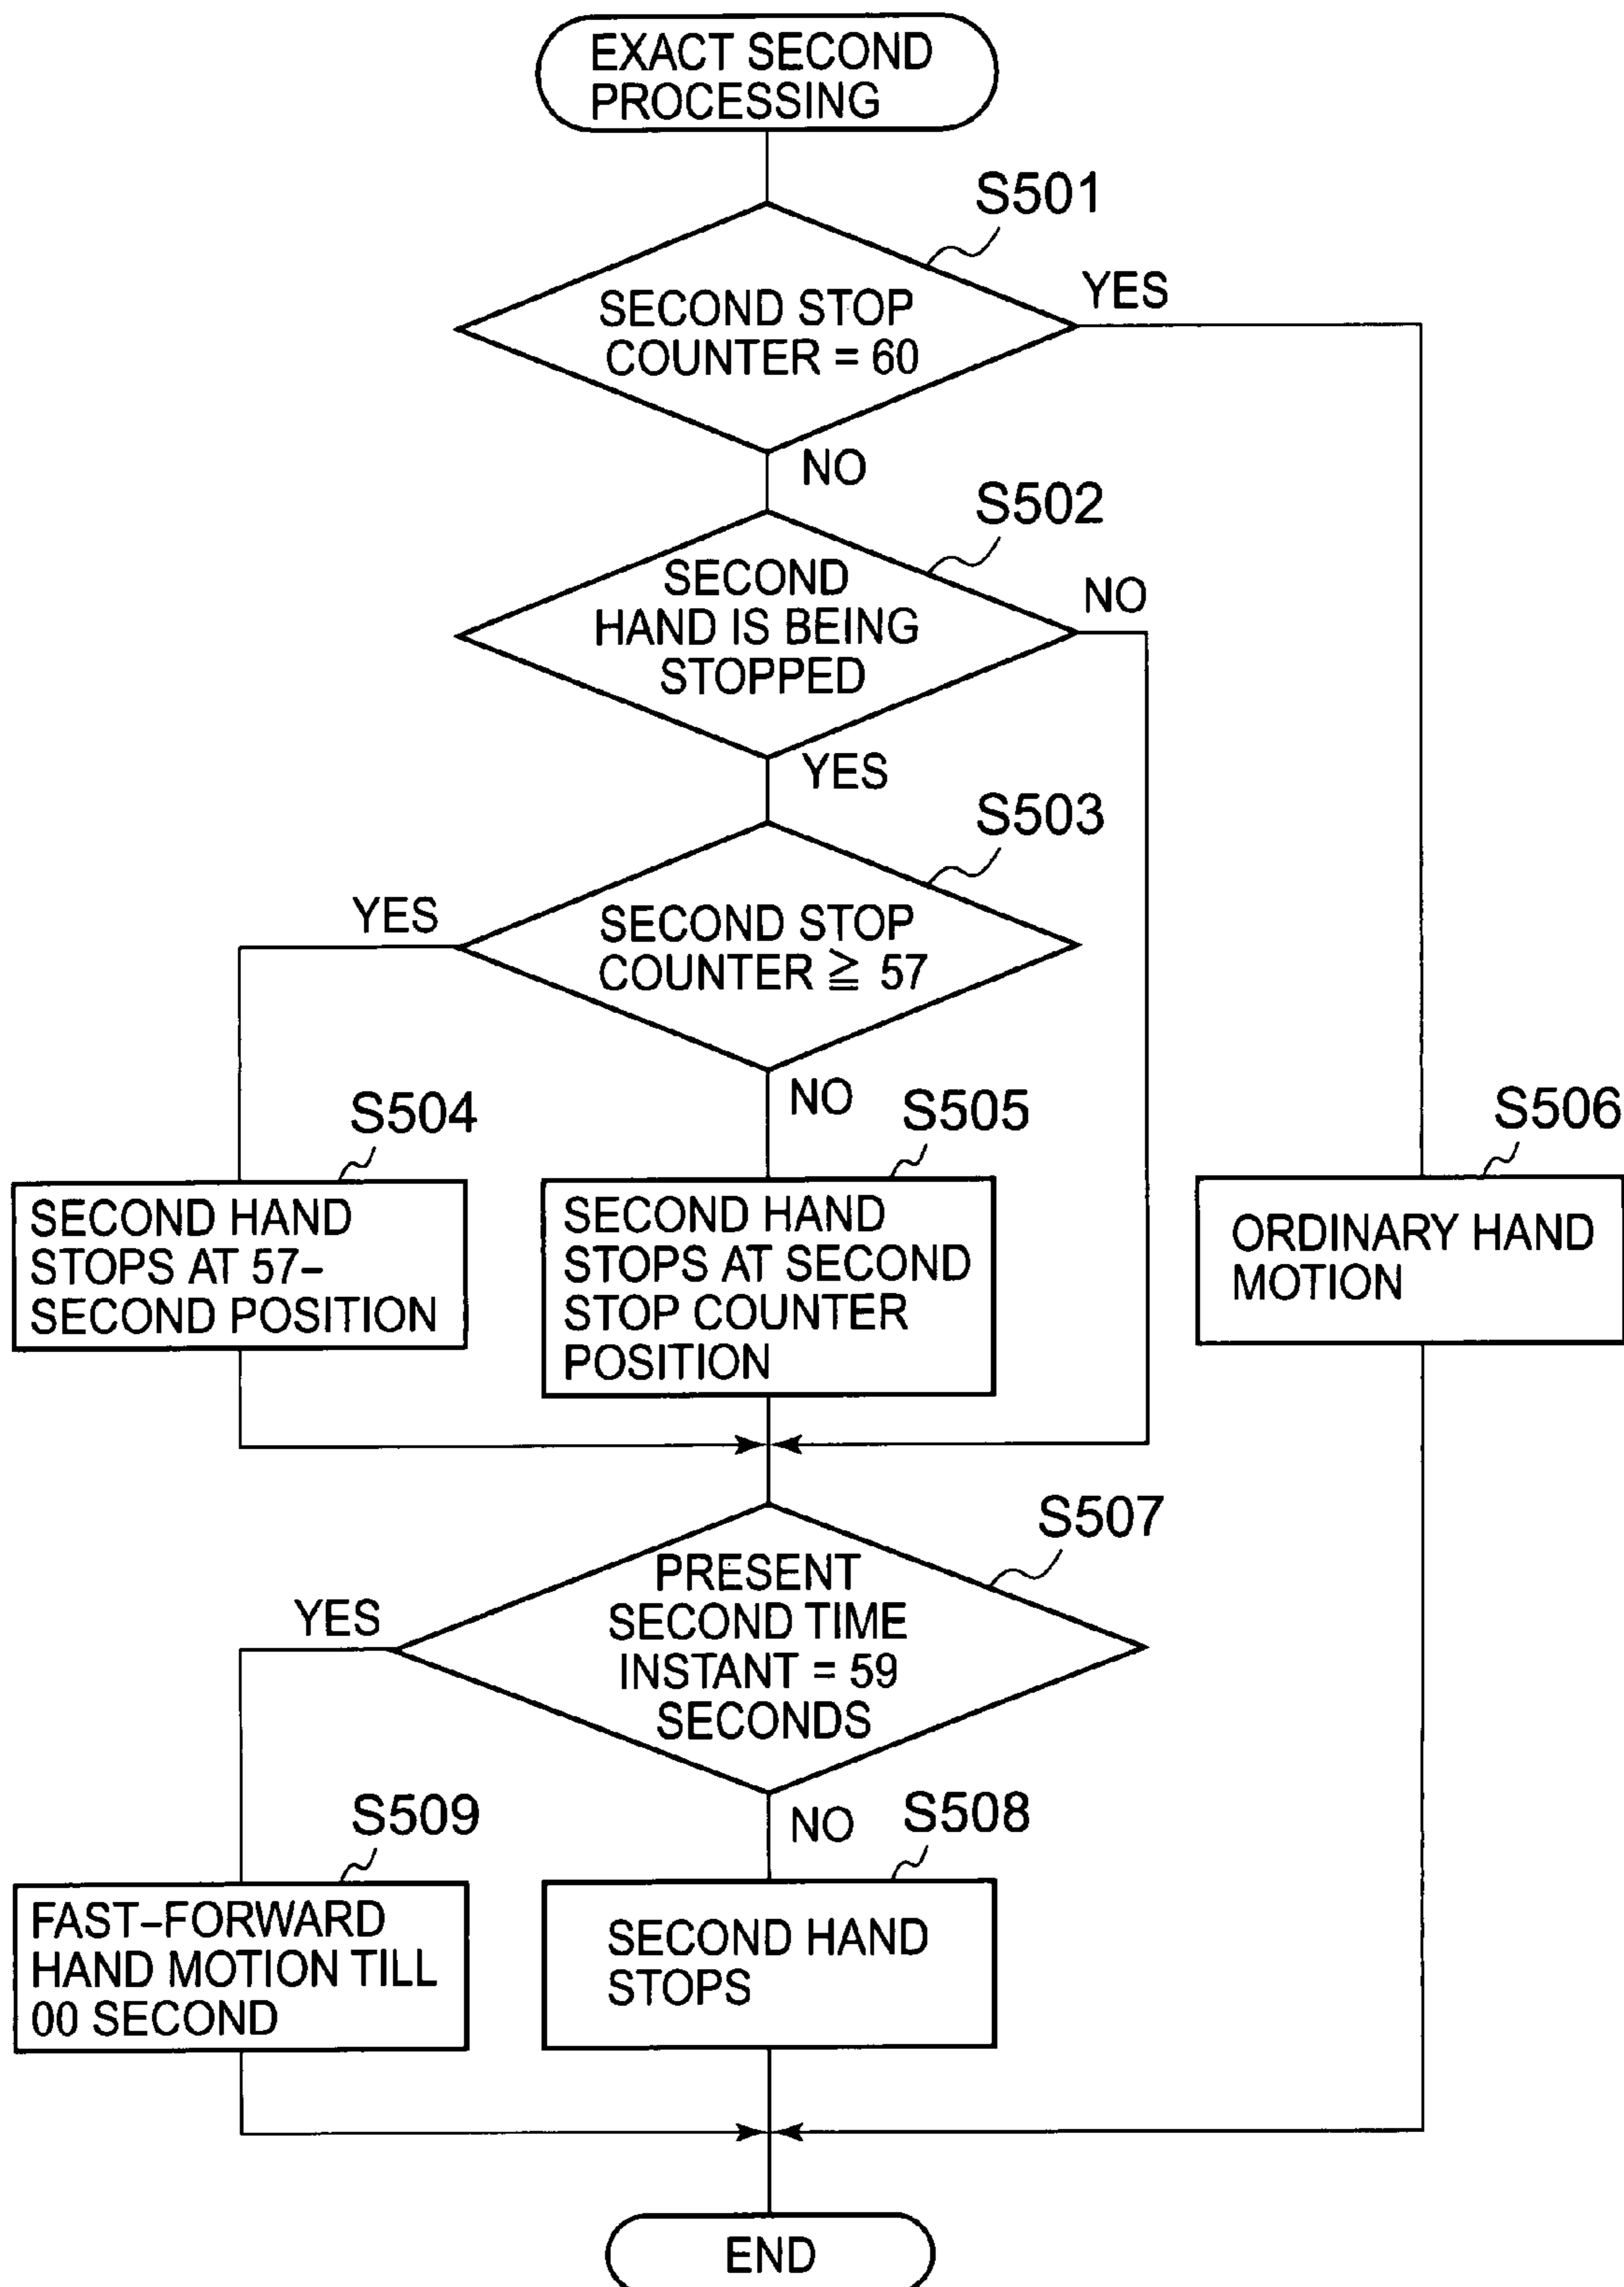 EXACT SECOND
PROCESSING
S501
SECOND STOP
COUNTER = 60
YES
NO
S502
SECOND
HAND IS BEING
STOPPED
NO
YES
S503
SECOND STOP
COUNTER ≧ 57
YES
NO
S504
SECOND HAND
STOPS AT 57–
SECOND POSITION
S505
SECOND HAND
STOPS AT SECOND
STOP COUNTER
POSITION
S506
ORDINARY HAND
MOTION
S507
PRESENT
SECOND TIME
INSTANT = 59
SECONDS
YES
NO
S509
FAST–FORWARD
HAND MOTION TILL
00 SECOND
S508
SECOND HAND
STOPS
END